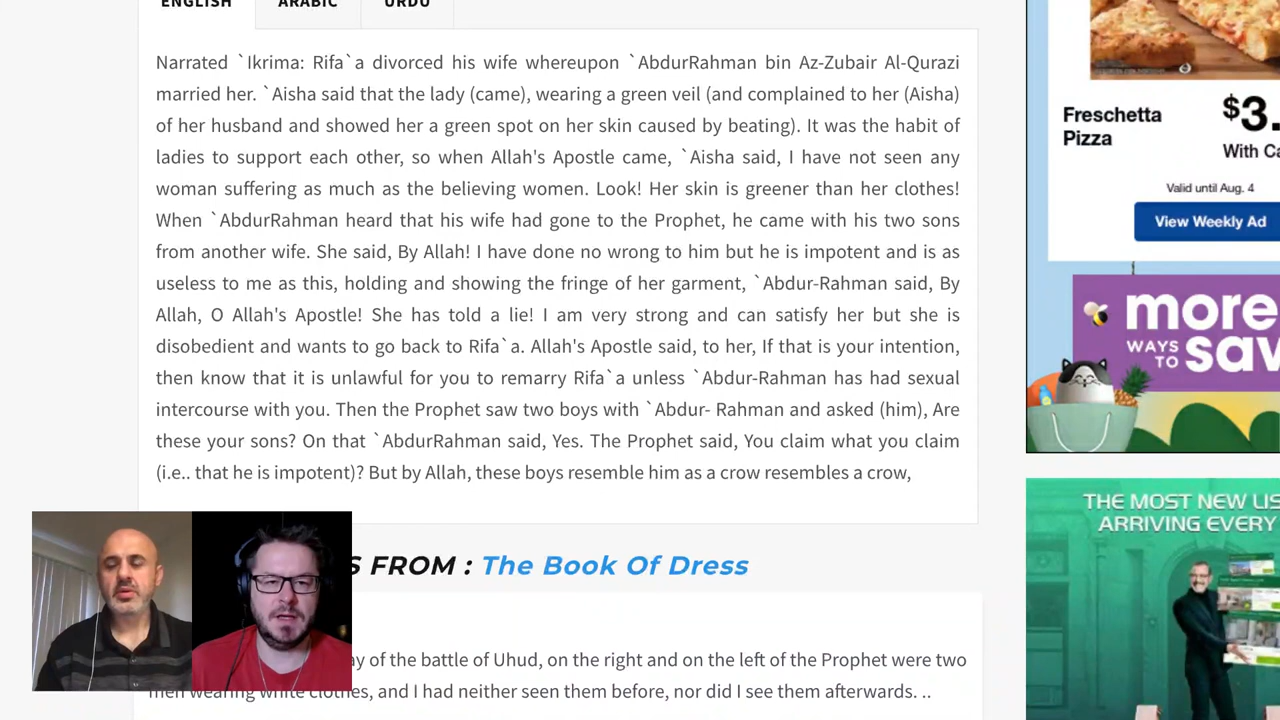 ENGLISH ARABIC URDU
Narrated `Ikrima: Rifa`a divorced his wife whereupon `AbdurRahman bin Az-Zubair Al-Qurazi
married her. `Aisha said that the lady (came), wearing a green veil (and complained to her (Aisha)
of her husband and showed her a green spot on her skin caused by beating). It was the habit of
ladies to support each other, so when Allah's Apostle came, `Aisha said, I have not seen any
woman suffering as much as the believing women. Look! Her skin is greener than her clothes!
When `AbdurRahman heard that his wife had gone to the Prophet, he came with his two sons
from another wife. She said, By Allah! I have done no wrong to him but he is impotent and is as
useless to me as this, holding and showing the fringe of her garment, `Abdur-Rahman said, By
Allah, O Allah's Apostle! She has told a lie! I am very strong and can satisfy her but she is
disobedient and wants to go back to Rifa`a. Allah's Apostle said, to her, If that is your intention,
then know that it is unlawful for you to remarry Rifa`a unless `Abdur-Rahman has had sexual
intercourse with you. Then the Prophet saw two boys with `Abdur- Rahman and asked (him), Are
these your sons? On that `AbdurRahman said, Yes. The Prophet said, You claim what you claim
(i.e.. that he is impotent)? But by Allah, these boys resemble him as a crow resembles a crow,
S FROM : The Book Of Dress
ay of the battle of Uhud, on the right and on the left of the Prophet were two
men wearing white clothes, and I had neither seen them before, nor did I see them afterwards. ..
Freschetta
Pizza
$3.
With Ca
Valid until Aug. 4
View Weekly Ad
more
WAYS
TO
sav
THE MOST NEW LIS
ARRIVING EVERY